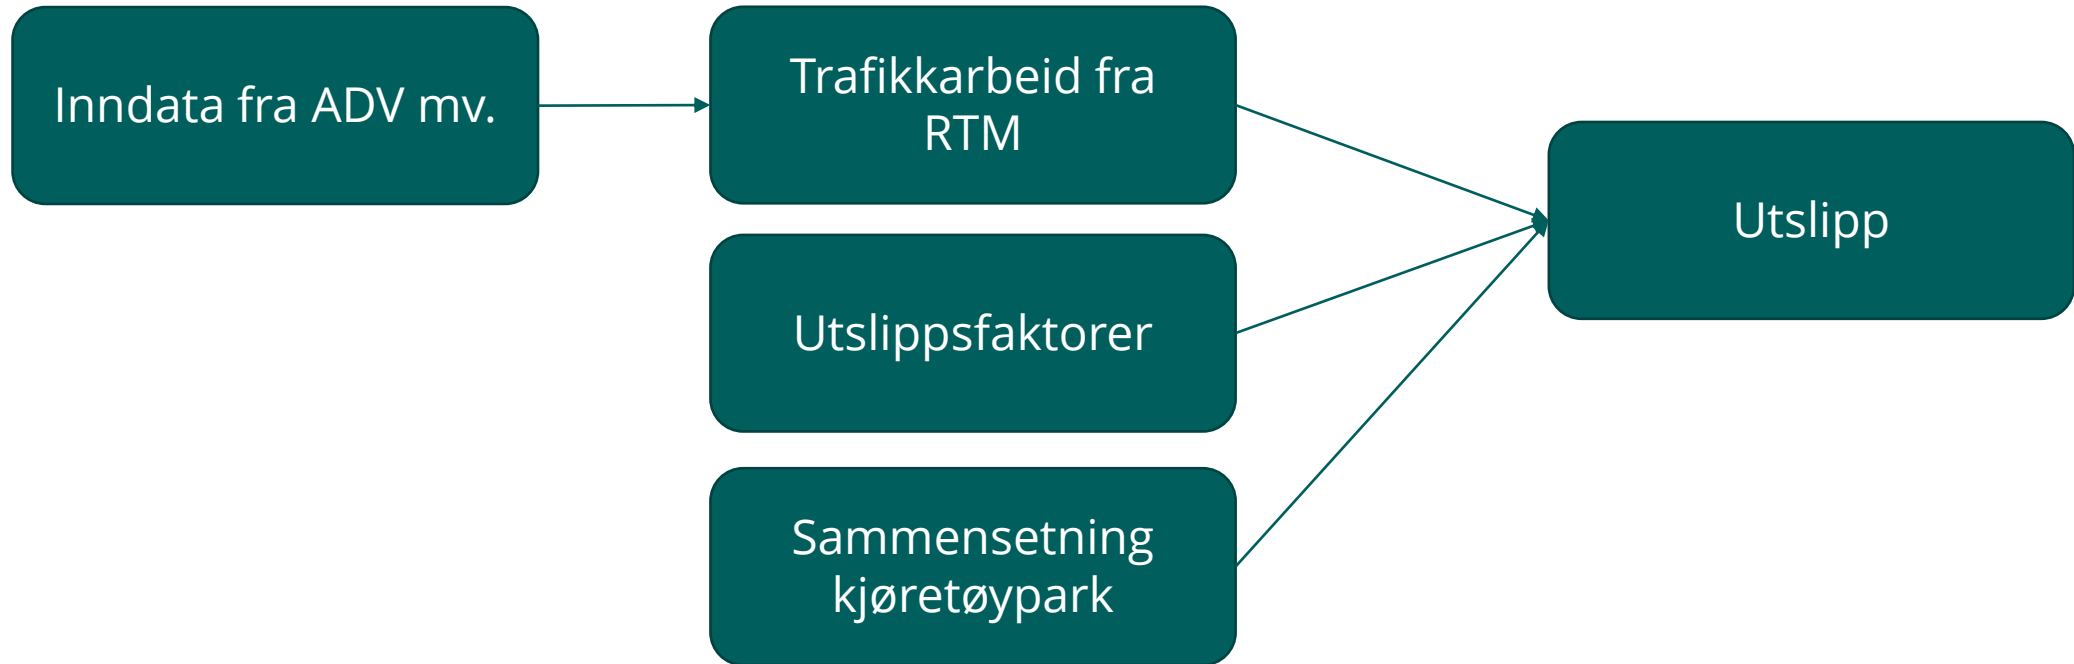 Inndata fra ADV mv.
Trafikkarbeid fra
RTM
Utslippsfaktorer
Sammensetning
kjøretøypark
Utslipp